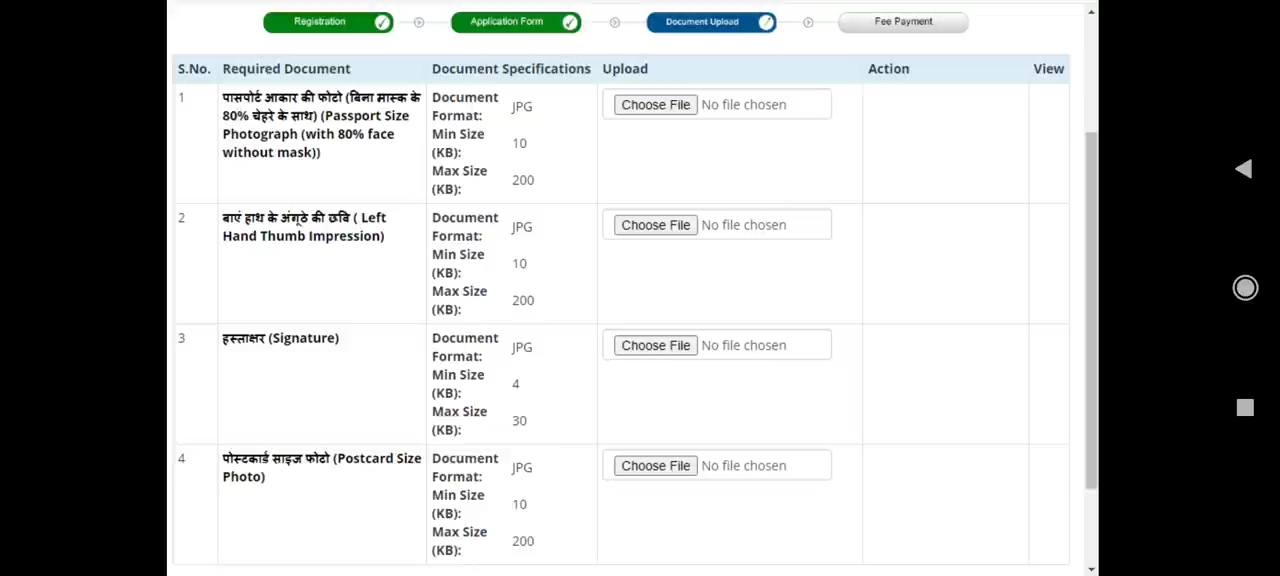 Registration
Application Form
Document Upload
Fee Payment
S.No. Required Document Document Specifications Upload Action View
1 पासपोर्ट आकार की फोटो (बिना मास्क के
80% चेहरे के साथ) (Passport Size
Photograph (with 80% face
without mask))
Document
Format:
JPG
Min Size
(KB):
10
Max Size
(KB):
200
Choose File No file chosen
2 बाएं हाथ के अंगूठे की छवि ( Left
Hand Thumb Impression)
Document
Format:
JPG
Min Size
(KB):
10
Max Size
(KB):
200
Choose File No file chosen
3 हस्ताक्षर (Signature)
Document
Format:
JPG
Min Size
(KB):
4
Max Size
(KB):
30
Choose File No file chosen
4 पोस्टकार्ड साइज फोटो (Postcard Size
Photo)
Document
Format:
JPG
Min Size
(KB):
10
Max Size
(KB):
200
Choose File No file chosen